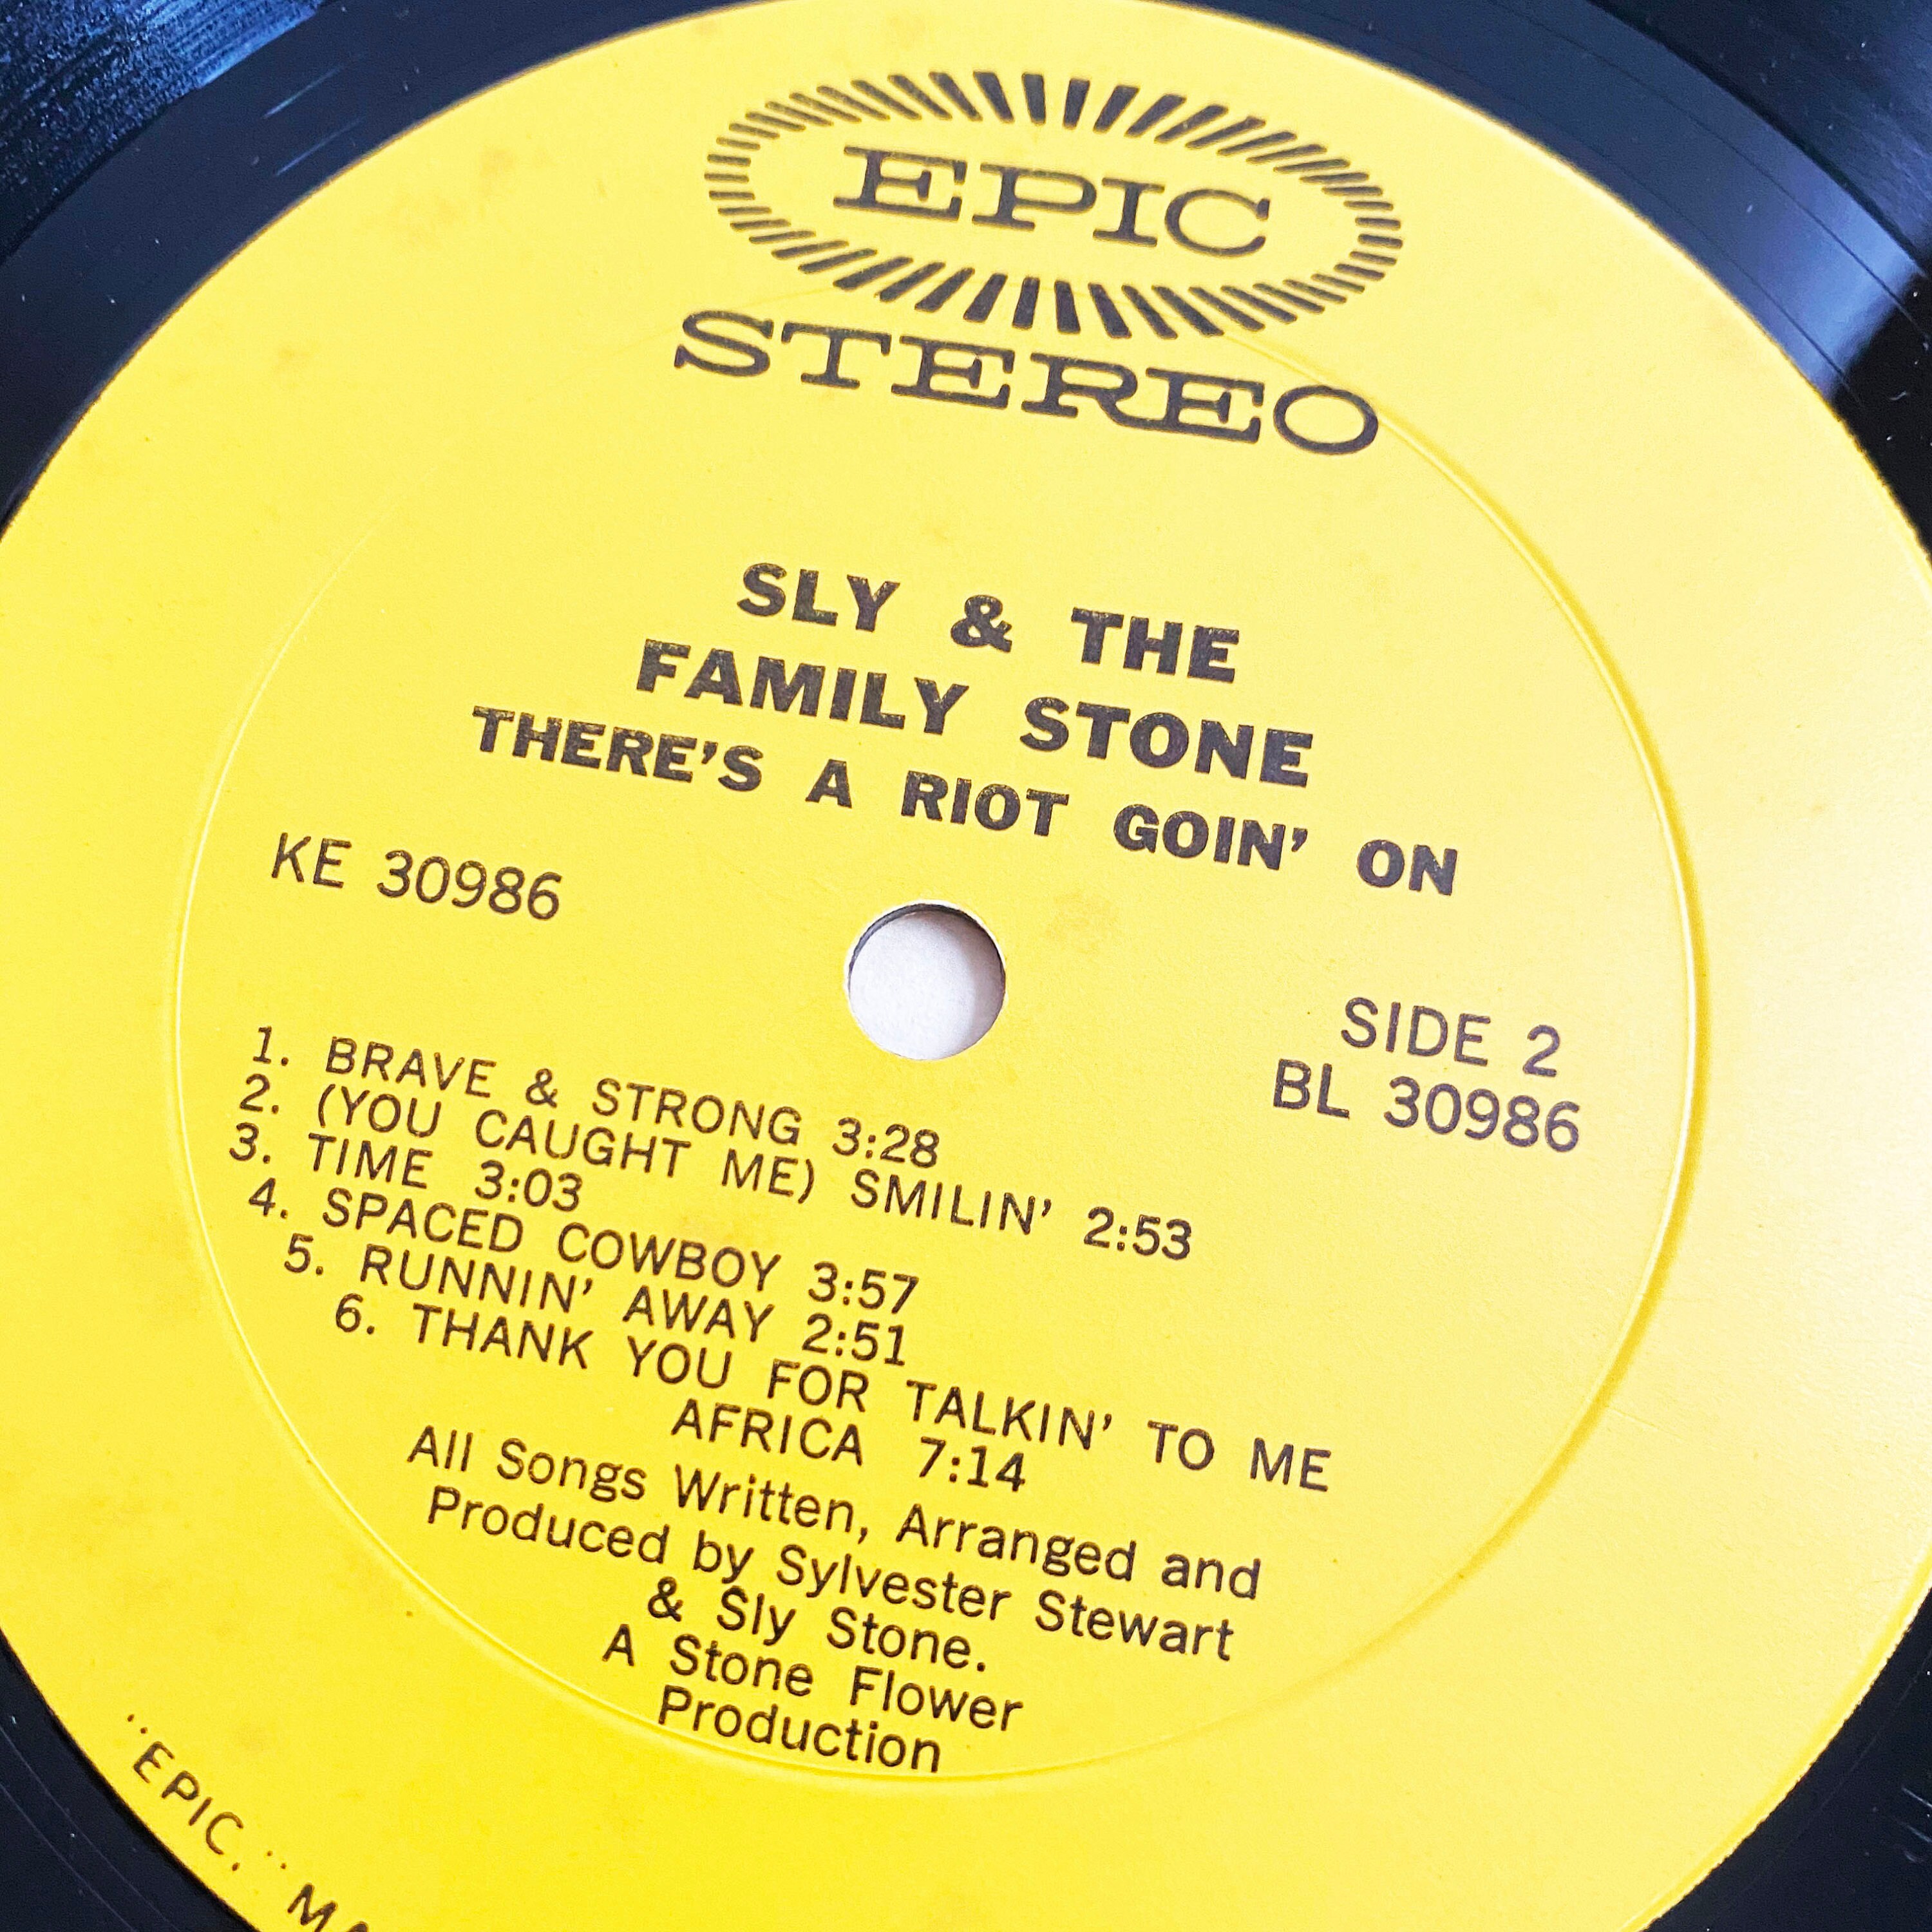 EPIC
STEREO
SLY & THE
FAMILY STONE
THERE'S A RIOT GOIN' ON
KE 30986
SIDE 2
BL 30986
1. BRAVE & STRONG 3:28
2. (YOU CAUGHT ME) SMILIN' 2:53
3. TIME 3:03
4. SPACED COWBOY 3:57
5. RUNNIN' AWAY 2:51
6. THANK YOU FOR TALKIN' TO ME
AFRICA 7:14
All Songs Written, Arranged and
Produced by Sylvester Stewart
& Sly Stone.
A Stone Flower
Production
"EPIC,"